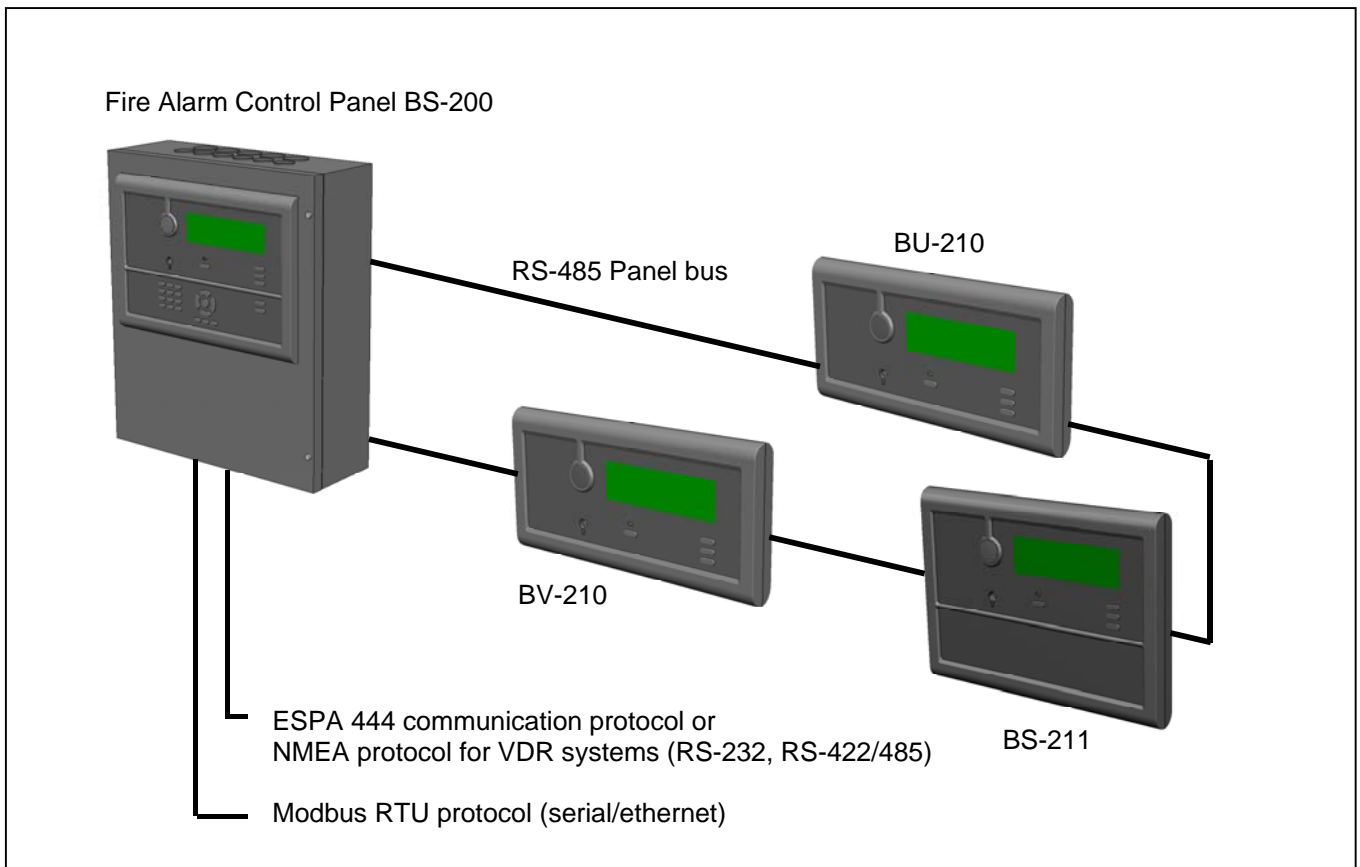 Fire Alarm Control Panel BS-200
BU-210
RS-485 Panel bus
BV-210
BS-211
ESPA 444 communication protocol or
NMEA protocol for VDR systems (RS-232, RS-422/485)
Modbus RTU protocol (serial/ethernet)